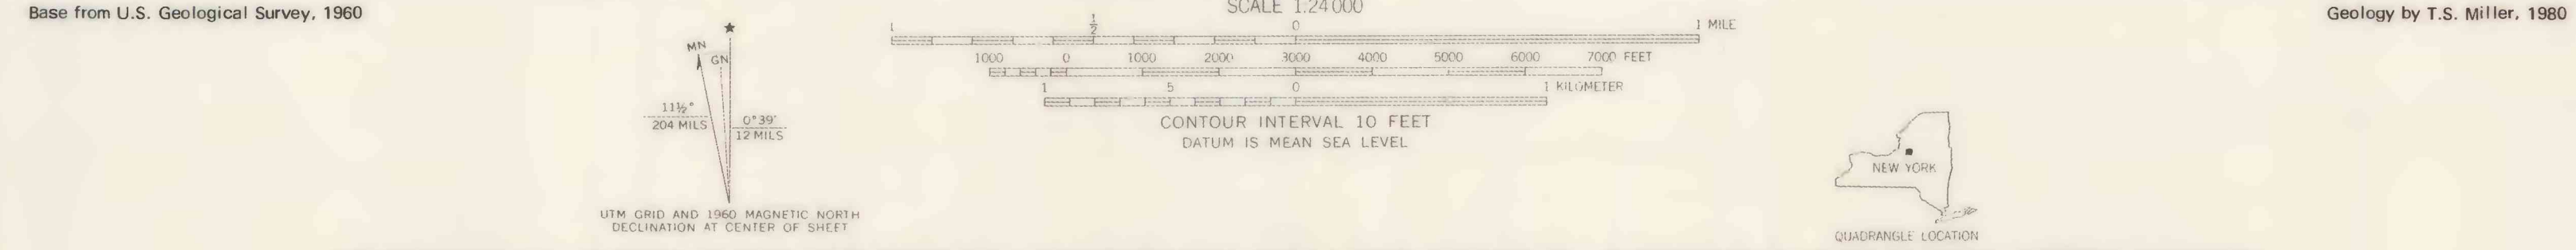 Base from U.S. Geological Survey, 1960
SCALE 1:24 000
Geology by T.S. Miller, 1980
1 ½ 0 1 MILE
1000 0 1000 2000 3000 4000 5000 6000 7000 FEET
1 5 0 1 KILOMETER
CONTOUR INTERVAL 10 FEET
DATUM IS MEAN SEA LEVEL
★
MN
GN
11½°
204 MILS
0°39'
12 MILS
UTM GRID AND 1960 MAGNETIC NORTH
DECLINATION AT CENTER OF SHEET
NEW YORK
QUADRANGLE LOCATION